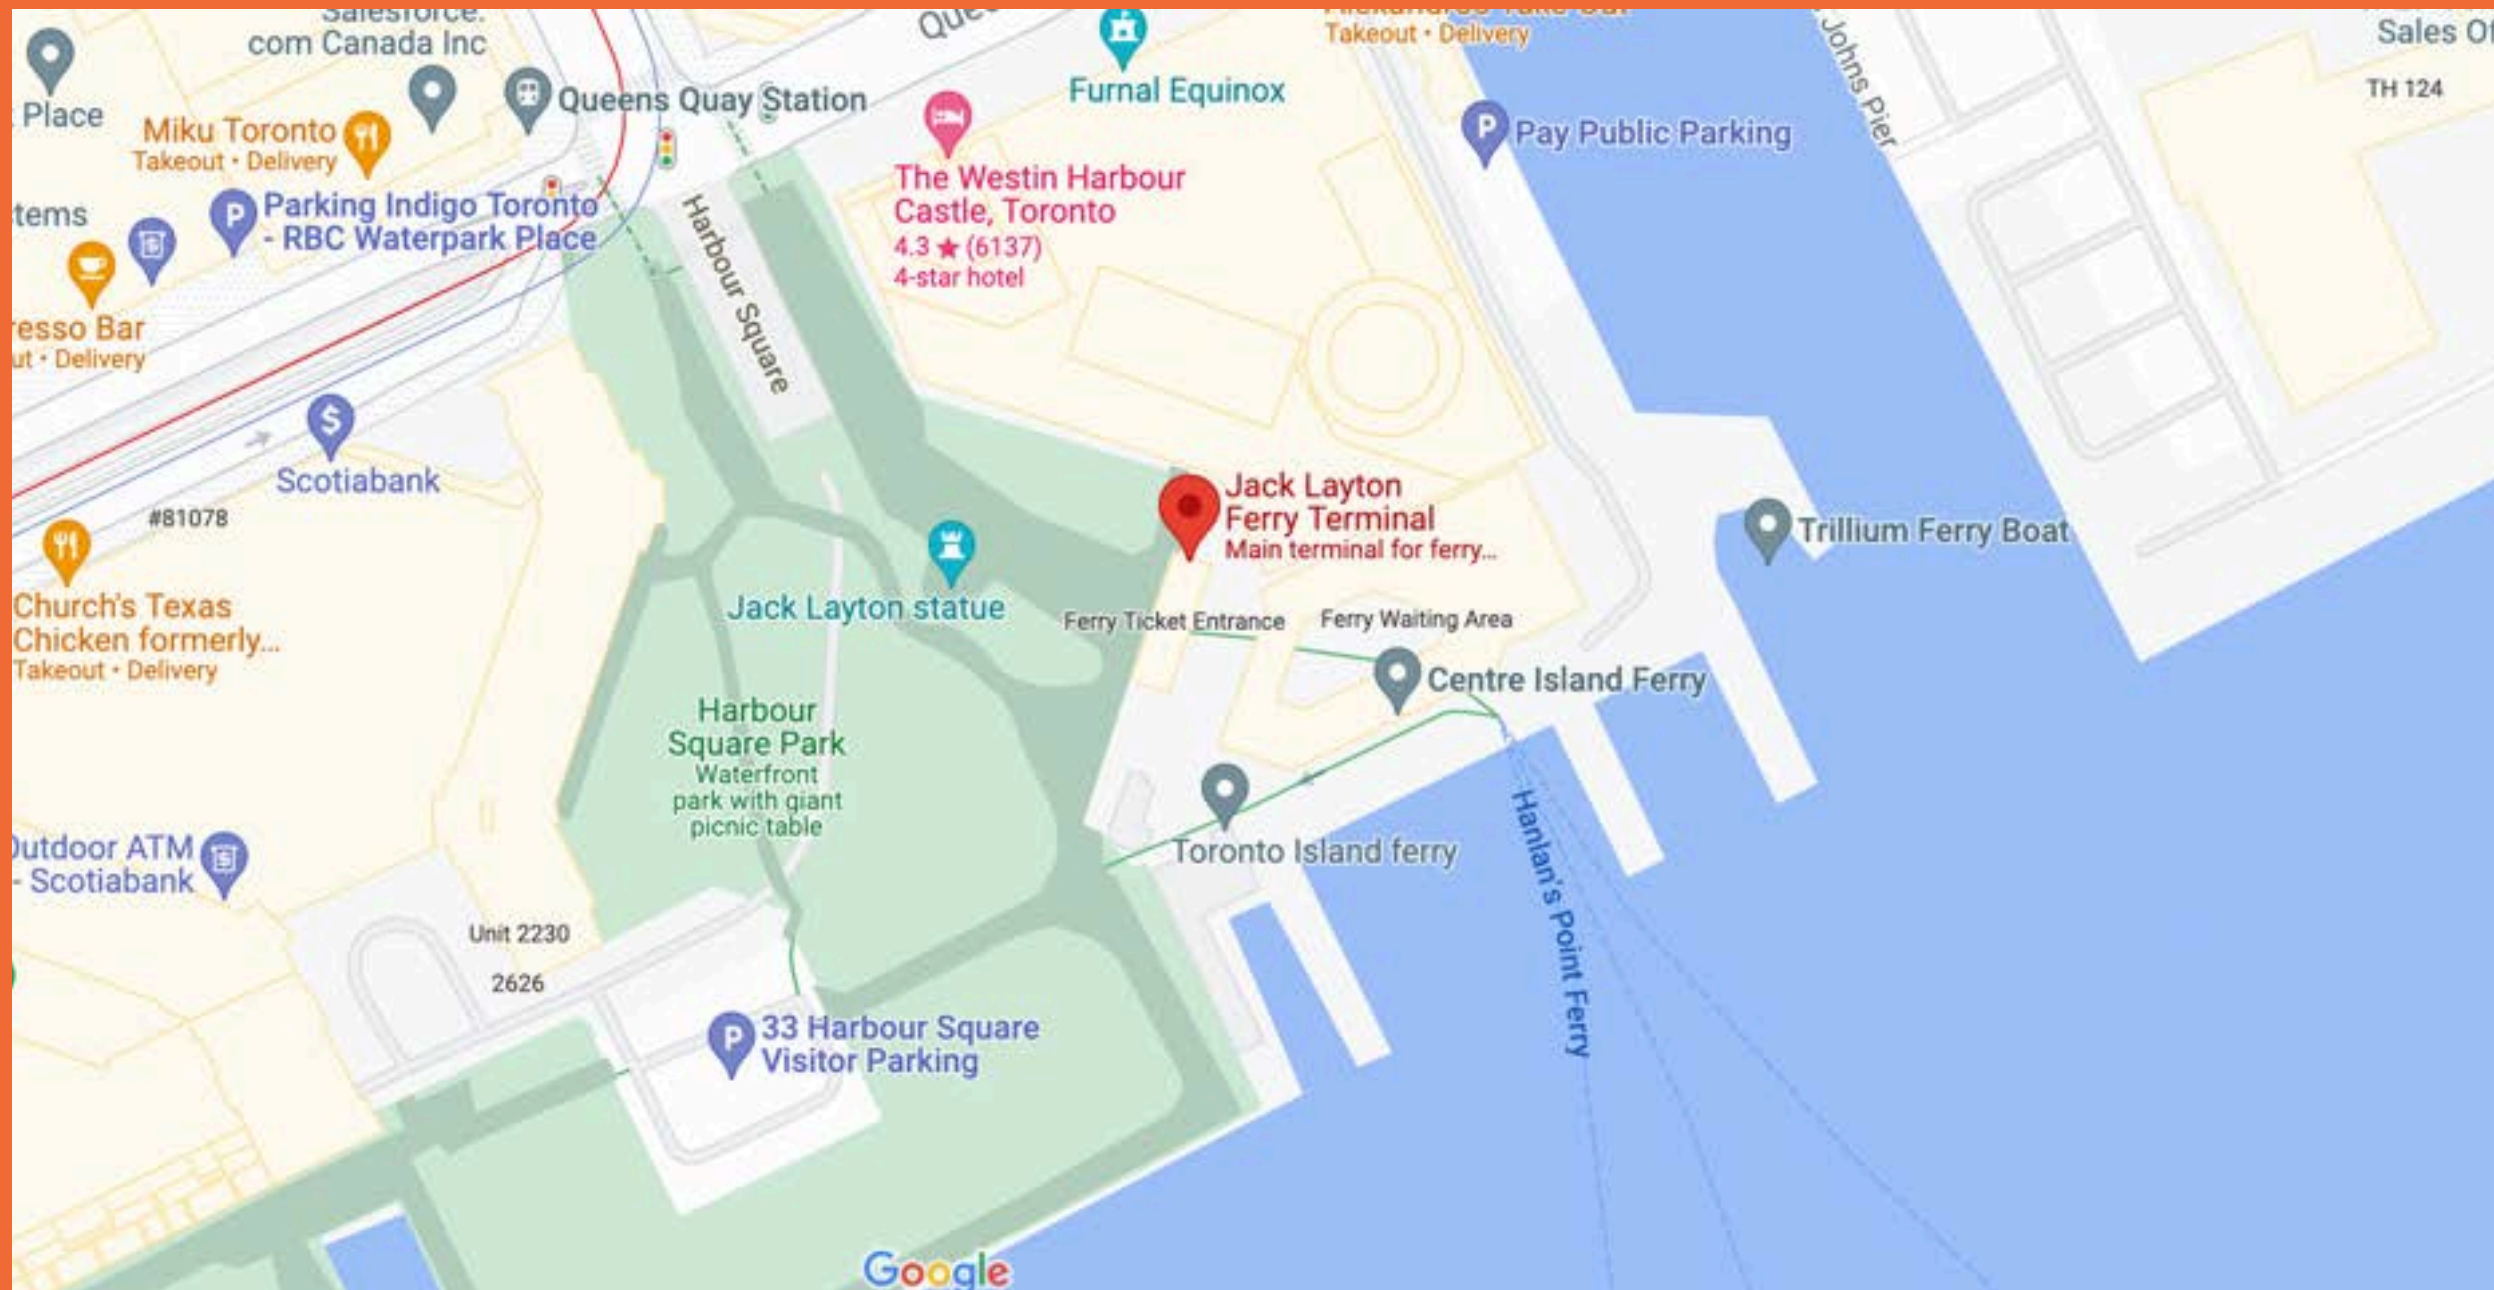 Salesforce.
com Canada Inc
Place
Miku Toronto
Takeout • Delivery
Queens Quay Station
Furnal Equinox
Takeout • Delivery
Johns Pier
Sales Of
TH 124
Pay Public Parking
The Westin Harbour
Castle, Toronto
4.3 ★ (6137)
4-star hotel
tems
P
Parking Indigo Toronto
- RBC Waterpark Place
Harbour Square
resso Bar
ut • Delivery
$
Scotiabank
#81078
Church's Texas
Chicken formerly...
Takeout • Delivery
Jack Layton
Ferry Terminal
Main terminal for ferry...
Trillium Ferry Boat
Jack Layton statue
Ferry Ticket Entrance
Ferry Waiting Area
Centre Island Ferry
Harbour
Square Park
Waterfront
park with giant
picnic table
Toronto Island ferry
Hanlan's Point Ferry
Outdoor ATM
- Scotiabank
Unit 2230
2626
P
33 Harbour Square
Visitor Parking
Google